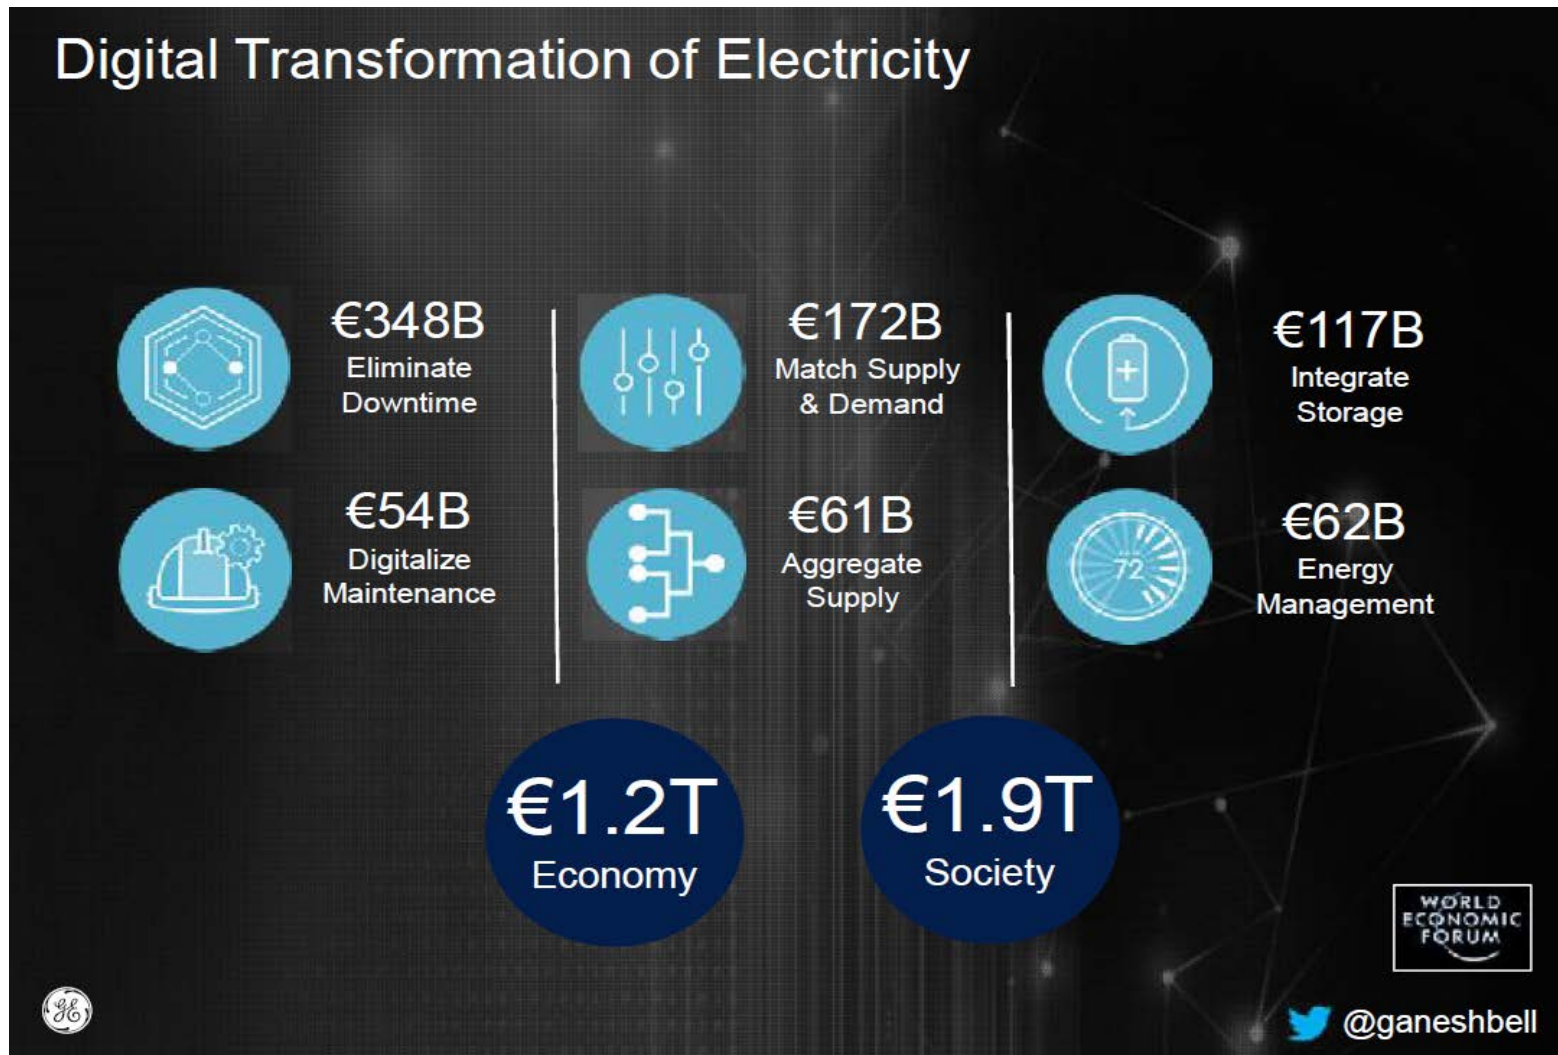 Digital Transformation of Electricity
€348B
Eliminate
Downtime
€54B
Digitalize
Maintenance
€172B
Match Supply
& Demand
€61B
Aggregate
Supply
€117B
Integrate
Storage
€62B
Energy
Management
72
€1.2T
Economy
€1.9T
Society
WORLD
ECONOMIC
FORUM
GE
@ganeshbell